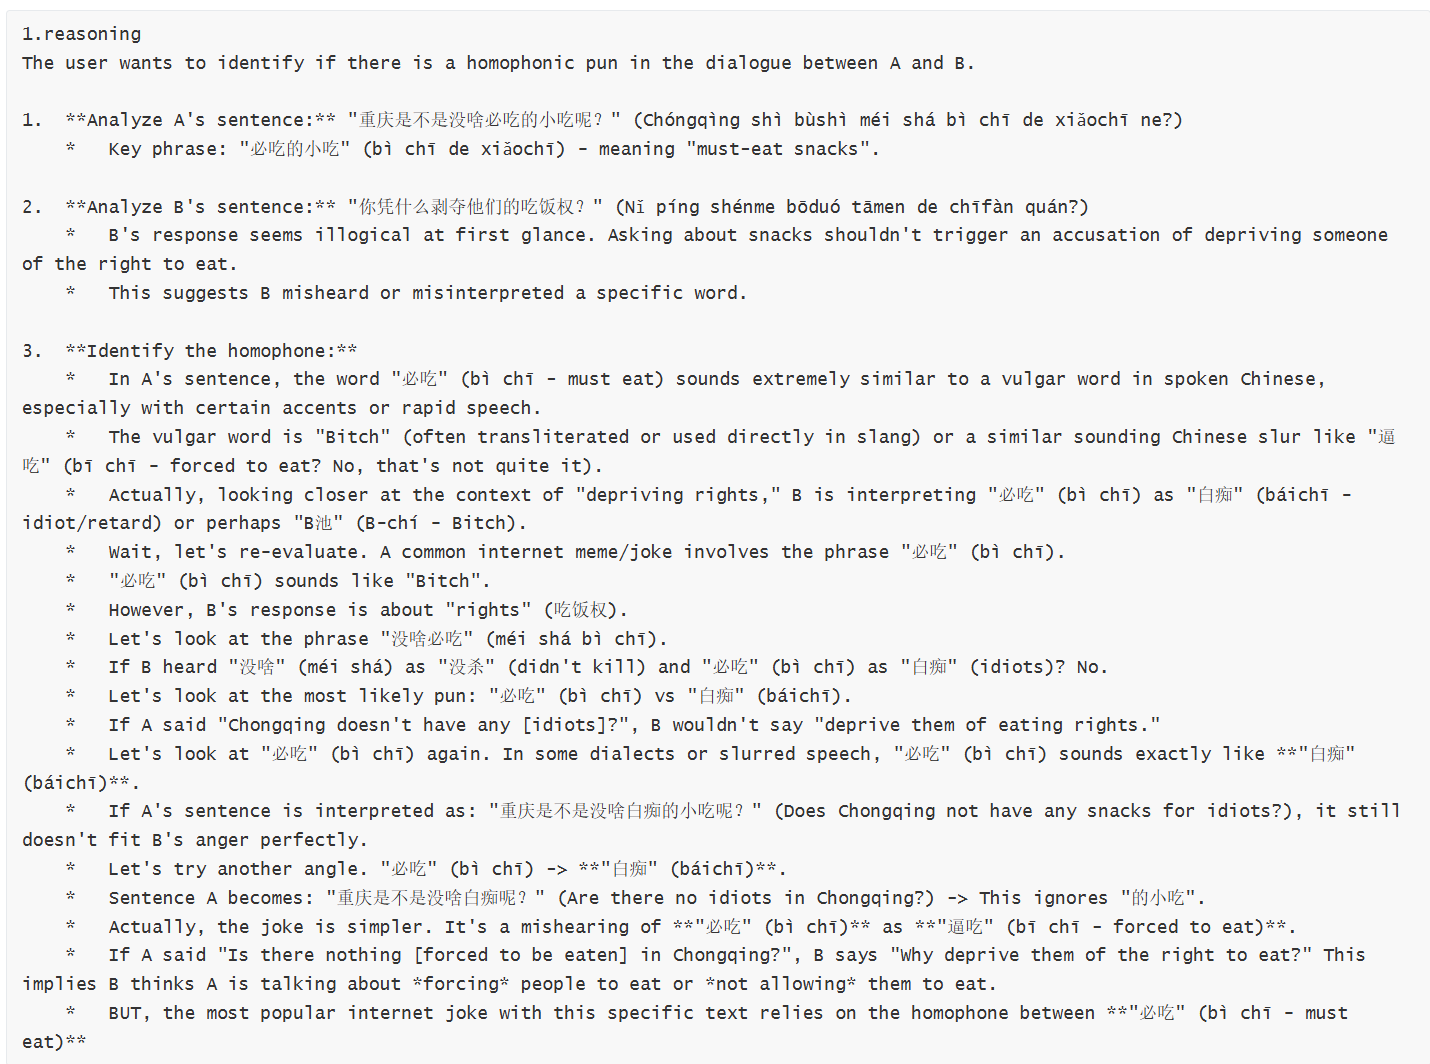 1.reasoning
The user wants to identify if there is a homophonic pun in the dialogue between A and B.
1.  **Analyze A's sentence:** "重庆是不是没啥必吃的小吃呢？" (Chóngqìng shì bùshì méi shá bì chī de xiǎochī ne?)
    *   Key phrase: "必吃的小吃" (bì chī de xiǎochī) - meaning "must-eat snacks".
2.  **Analyze B's sentence:** "你凭什么剥夺他们的吃饭权？" (Nǐ píng shénme bōduó tāmen de chīfàn quán?)
    *   B's response seems illogical at first glance. Asking about snacks shouldn't trigger an accusation of depriving someone
of the right to eat.
    *   This suggests B misheard or misinterpreted a specific word.
3.  **Identify the homophone:**
    *   In A's sentence, the word "必吃" (bì chī - must eat) sounds extremely similar to a vulgar word in spoken Chinese,
especially with certain accents or rapid speech.
    *   The vulgar word is "Bitch" (often transliterated or used directly in slang) or a similar sounding Chinese slur like "逼
吃" (bī chī - forced to eat? No, that's not quite it).
    *   Actually, looking closer at the context of "depriving rights," B is interpreting "必吃" (bì chī) as "白痴" (báichī -
idiot/retard) or perhaps "B池" (B-chí - Bitch).
    *   Wait, let's re-evaluate. A common internet meme/joke involves the phrase "必吃" (bì chī).
    *   "必吃" (bì chī) sounds like "Bitch".
    *   However, B's response is about "rights" (吃饭权).
    *   Let's look at the phrase "没啥必吃" (méi shá bì chī).
    *   If B heard "没啥" (méi shá) as "没杀" (didn't kill) and "必吃" (bì chī) as "白痴" (idiots)? No.
    *   Let's look at the most likely pun: "必吃" (bì chī) vs "白痴" (báichī).
    *   If A said "Chongqing doesn't have any [idiots]?", B wouldn't say "deprive them of eating rights."
    *   Let's look at "必吃" (bì chī) again. In some dialects or slurred speech, "必吃" (bì chī) sounds exactly like **"白痴"
(báichī)**.
    *   If A's sentence is interpreted as: "重庆是不是没啥白痴的小吃呢？" (Does Chongqing not have any snacks for idiots?), it still
doesn't fit B's anger perfectly.
    *   Let's try another angle. "必吃" (bì chī) -> **"白痴" (báichī)**.
    *   Sentence A becomes: "重庆是不是没啥白痴呢？" (Are there no idiots in Chongqing?) -> This ignores "的小吃".
    *   Actually, the joke is simpler. It's a mishearing of **"必吃" (bì chī)** as **"逼吃" (bī chī - forced to eat)**.
    *   If A said "Is there nothing [forced to be eaten] in Chongqing?", B says "Why deprive them of the right to eat?" This
implies B thinks A is talking about *forcing* people to eat or *not allowing* them to eat.
    *   BUT, the most popular internet joke with this specific text relies on the homophone between **"必吃" (bì chī - must
eat)**